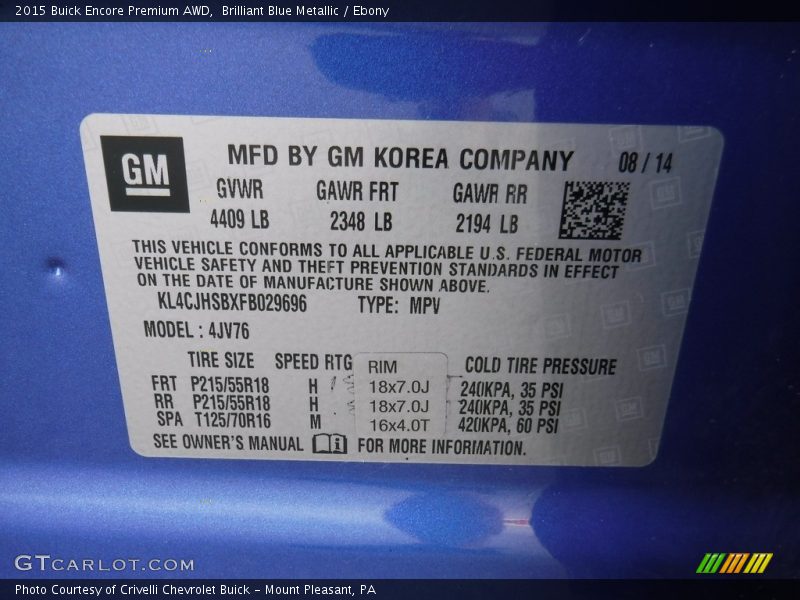 2015 Buick Encore Premium AWD,  Brilliant Blue Metallic / Ebony
GM
MFD BY GM KOREA COMPANY 08 / 14
GVWR GAWR FRT GAWR RR
4409 LB 2348 LB 2194 LB
THIS VEHICLE CONFORMS TO ALL APPLICABLE U.S. FEDERAL MOTOR
VEHICLE SAFETY AND THEFT PREVENTION STANDARDS IN EFFECT
ON THE DATE OF MANUFACTURE SHOWN ABOVE.
KL4CJHSBXFB029696 TYPE: MPV
MODEL : 4JV76
TIRE SIZE SPEED RTG RIM COLD TIRE PRESSURE
FRT P215/55R18 H 18x7.0J 240KPA, 35 PSI
RR P215/55R18 H 18x7.0J 240KPA, 35 PSI
SPA T125/70R16 M 16x4.0T 420KPA, 60 PSI
SEE OWNER'S MANUAL FOR MORE INFORMATION.
GTCARLOT.COM
Photo Courtesy of Crivelli Chevrolet Buick - Mount Pleasant, PA